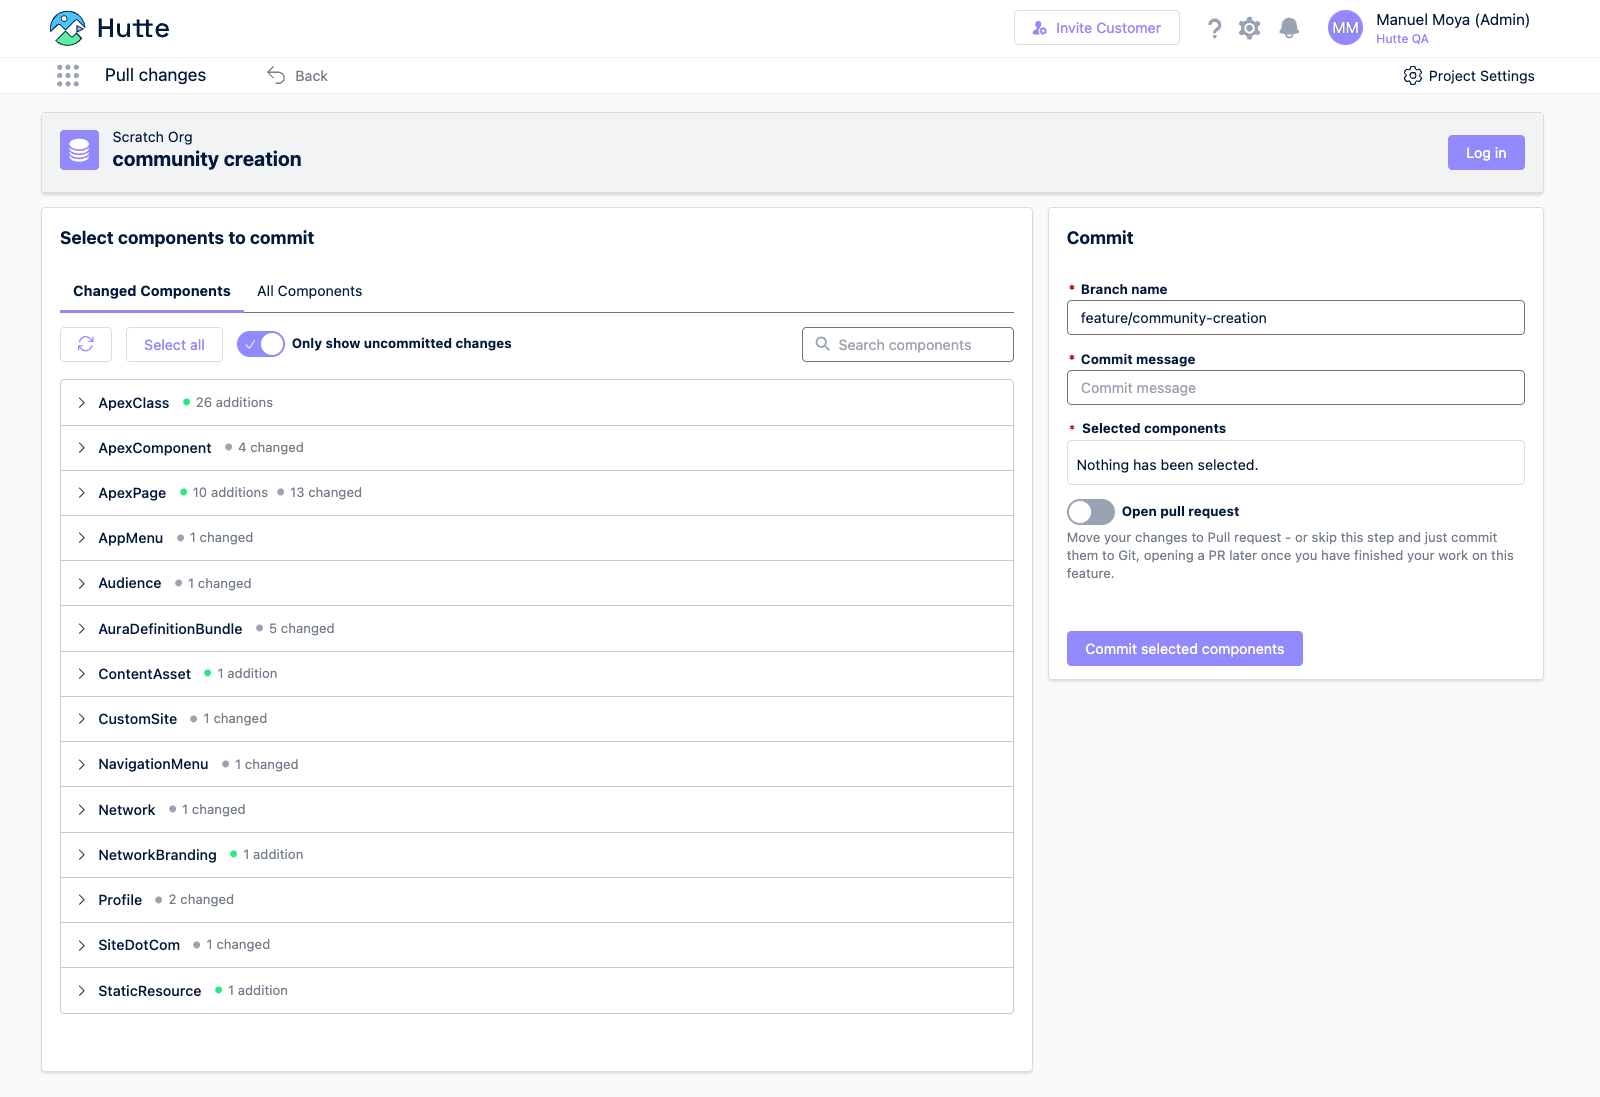 Hutte
Invite Customer
MM
Manuel Moya (Admin)
Hutte QA
Pull changes
Back
Project Settings
Scratch Org
community creation
Log in
Select components to commit
Changed Components
All Components
Select all
Only show uncommitted changes
Search components
ApexClass 26 additions
ApexComponent 4 changed
ApexPage 10 additions 13 changed
AppMenu 1 changed
Audience 1 changed
AuraDefinitionBundle 5 changed
ContentAsset 1 addition
CustomSite 1 changed
NavigationMenu 1 changed
Network 1 changed
NetworkBranding 1 addition
Profile 2 changed
SiteDotCom 1 changed
StaticResource 1 addition
Commit
* Branch name
feature/community-creation
* Commit message
Commit message
* Selected components
Nothing has been selected.
Open pull request
Move your changes to Pull request - or skip this step and just commit
them to Git, opening a PR later once you have finished your work on this
feature.
Commit selected components